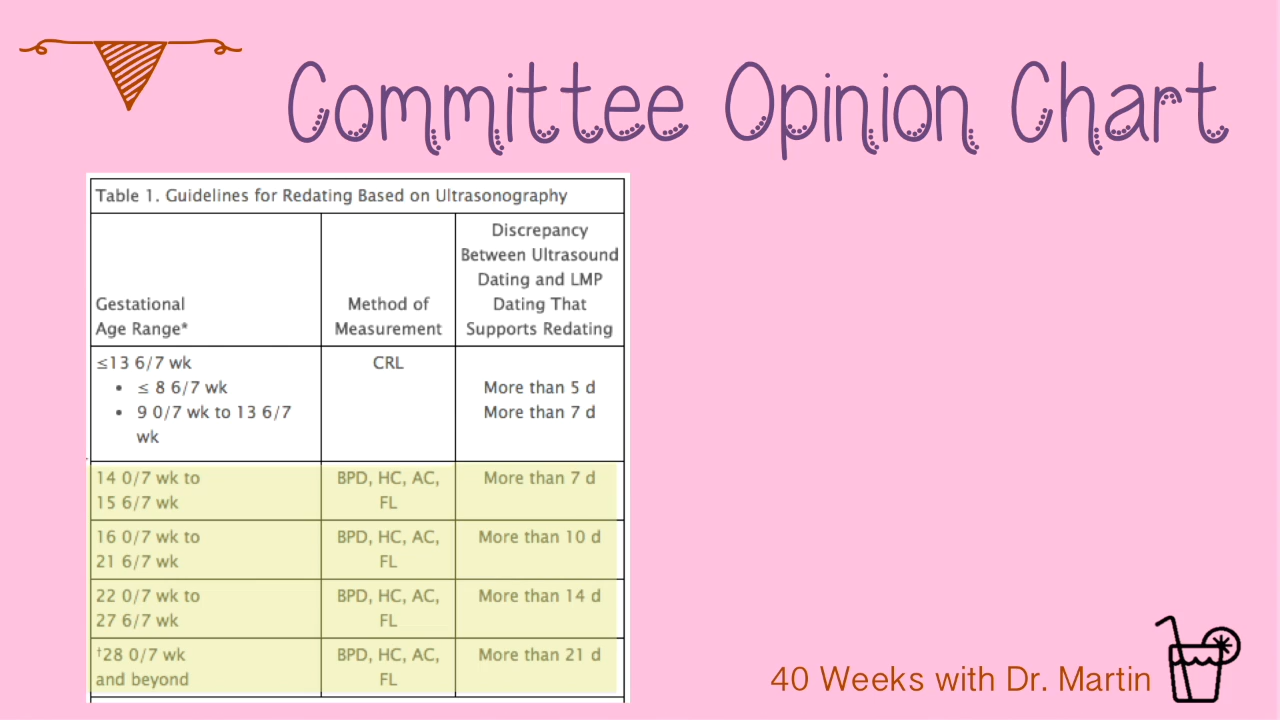 Committee Opinion Chart
Table 1. Guidelines for Redating Based on Ultrasonography
Gestational
Age Range*
Method of
Measurement
Discrepancy
Between Ultrasound
Dating and LMP
Dating That
Supports Redating
≤13 6/7 wk
CRL
• ≤ 8 6/7 wk
More than 5 d
• 9 0/7 wk to 13 6/7
wk
More than 7 d
14 0/7 wk to
15 6/7 wk
BPD, HC, AC,
FL
More than 7 d
16 0/7 wk to
21 6/7 wk
BPD, HC, AC,
FL
More than 10 d
22 0/7 wk to
27 6/7 wk
BPD, HC, AC,
FL
More than 14 d
†28 0/7 wk
and beyond
BPD, HC, AC,
FL
More than 21 d
40 Weeks with Dr. Martin